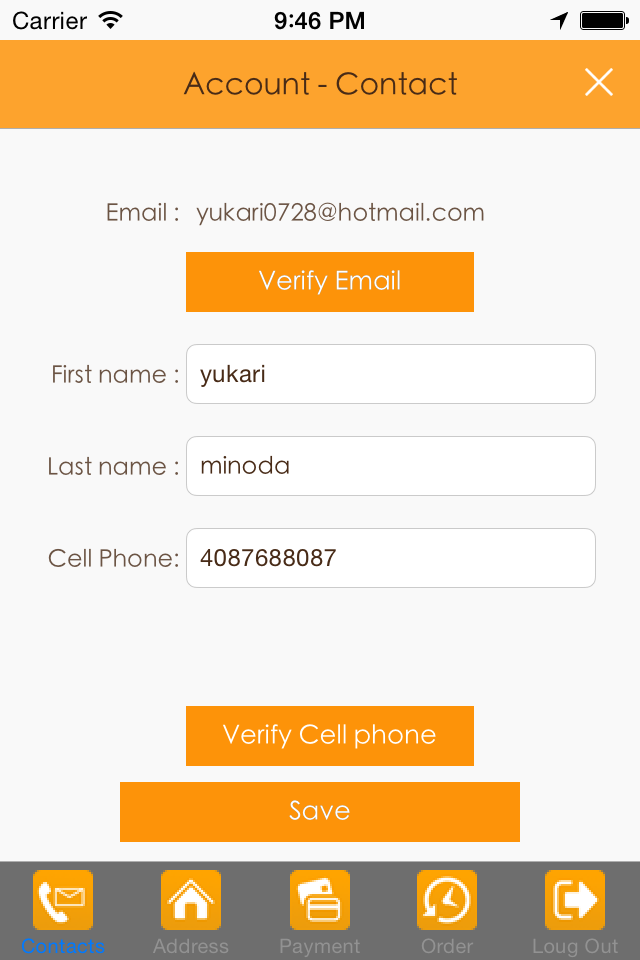 Carrier 9:46 PM
Account - Contact
Email : yukari0728@hotmail.com
Verify Email
First name : yukari
Last name : minoda
Cell Phone: 4087688087
Verify Cell phone
Save
Contacts Address Payment Order Loug Out